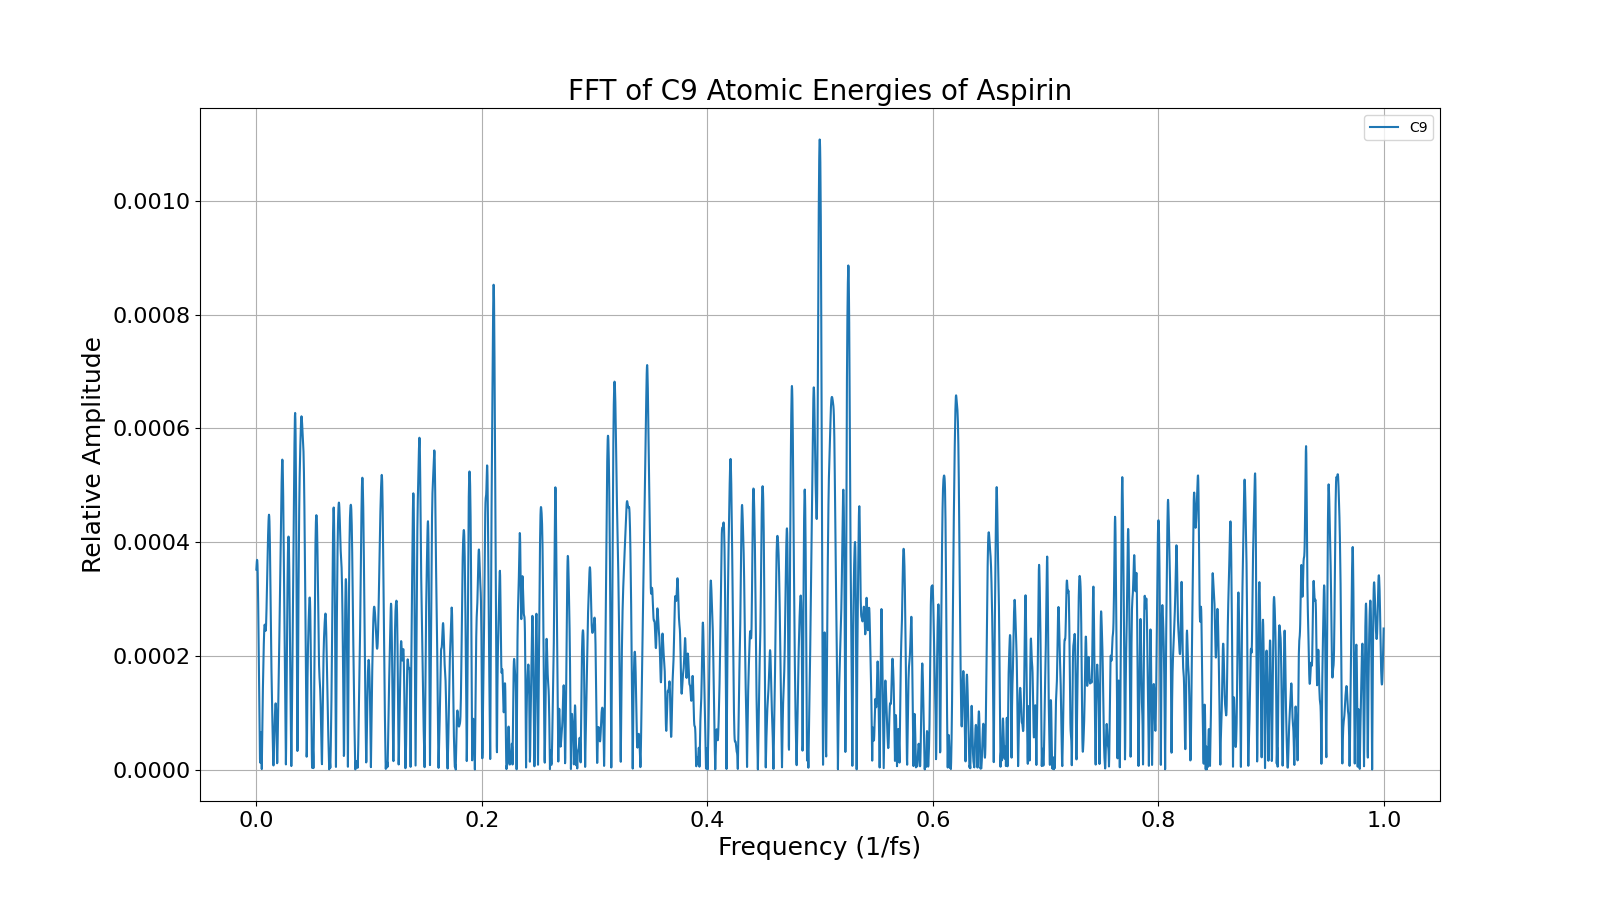 FFT of C9 Atomic Energies of Aspirin
C9
0.0010
0.0008
0.0006
0.0004
0.0002
0.0000
Relative Amplitude
0.0 0.2 0.4 0.6 0.8 1.0
Frequency (1/fs)